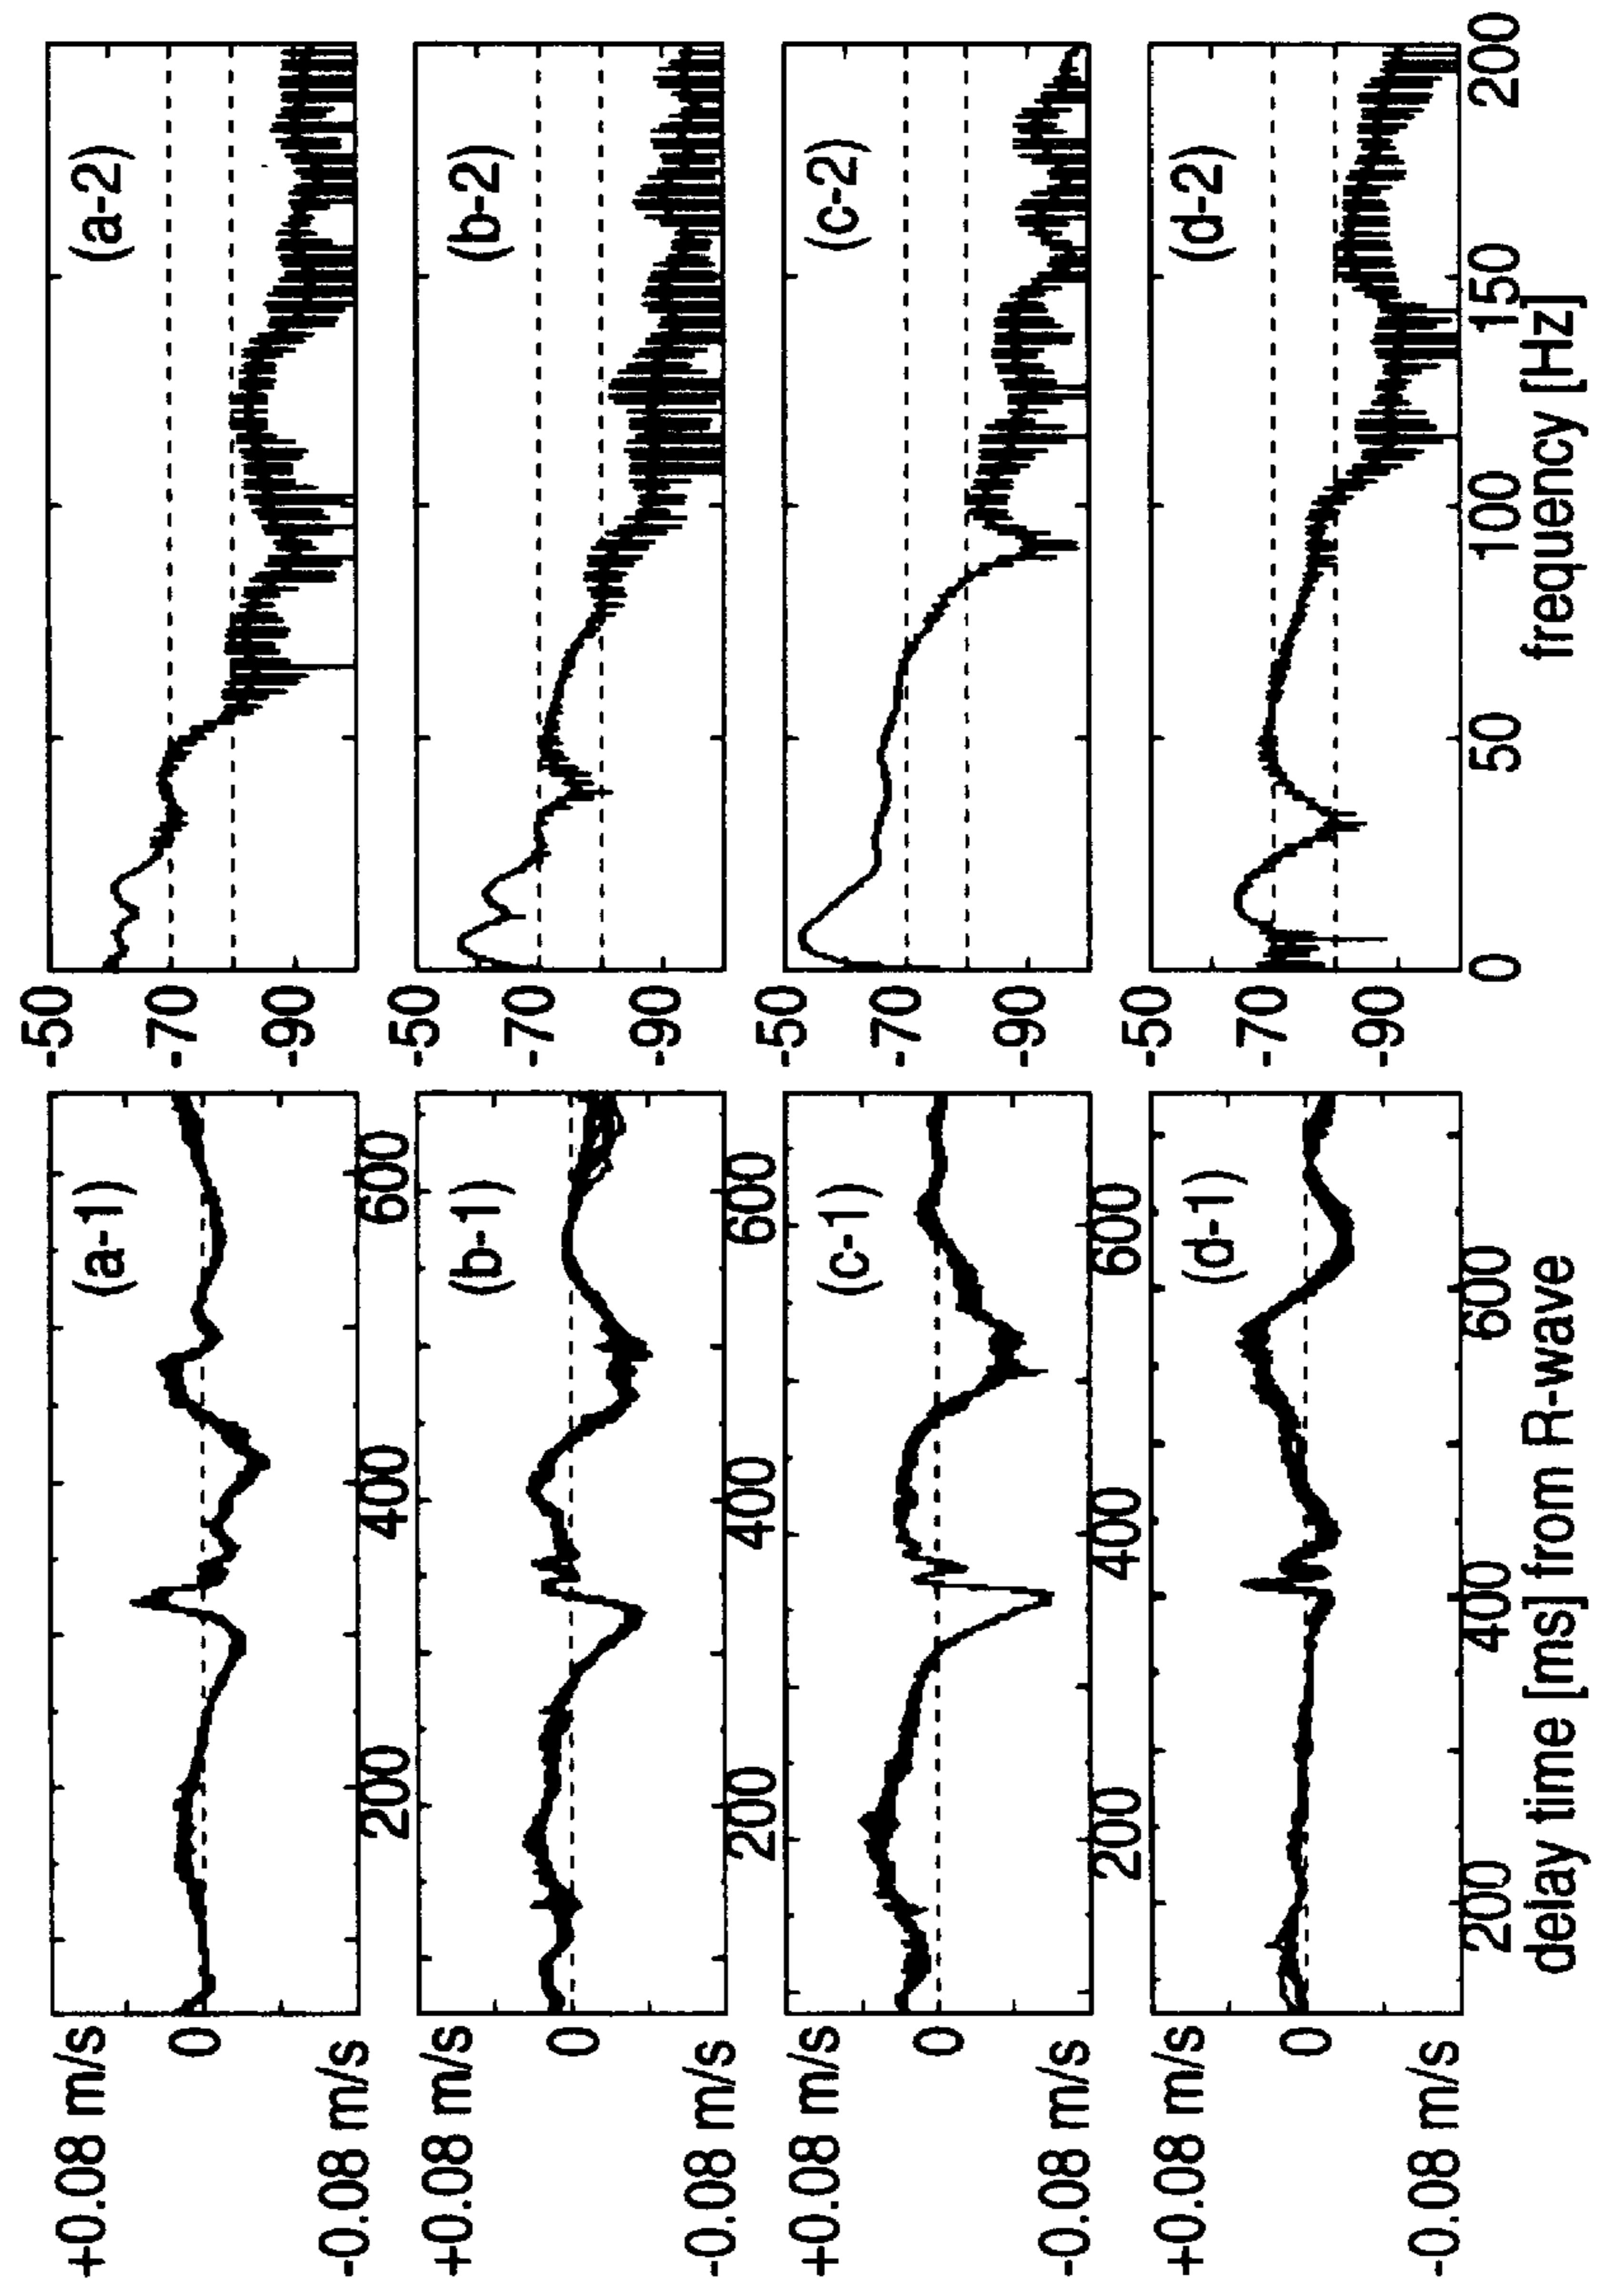 +0.08 m/s
0
-0.08 m/s
(a-1)
200
400
600
-50
-70
-90
(a-2)
+0.08 m/s
0
-0.08 m/s
(b-1)
200
400
600
-50
-70
-90
(b-2)
+0.08 m/s
0
-0.08 m/s
(c-1)
200
400
600
-50
-70
-90
(c-2)
+0.08 m/s
0
-0.08 m/s
(d-1)
200
400
600
delay time [ms] from R-wave
-50
-70
-90
(d-2)
0
50
100
150
200
frequency [Hz]